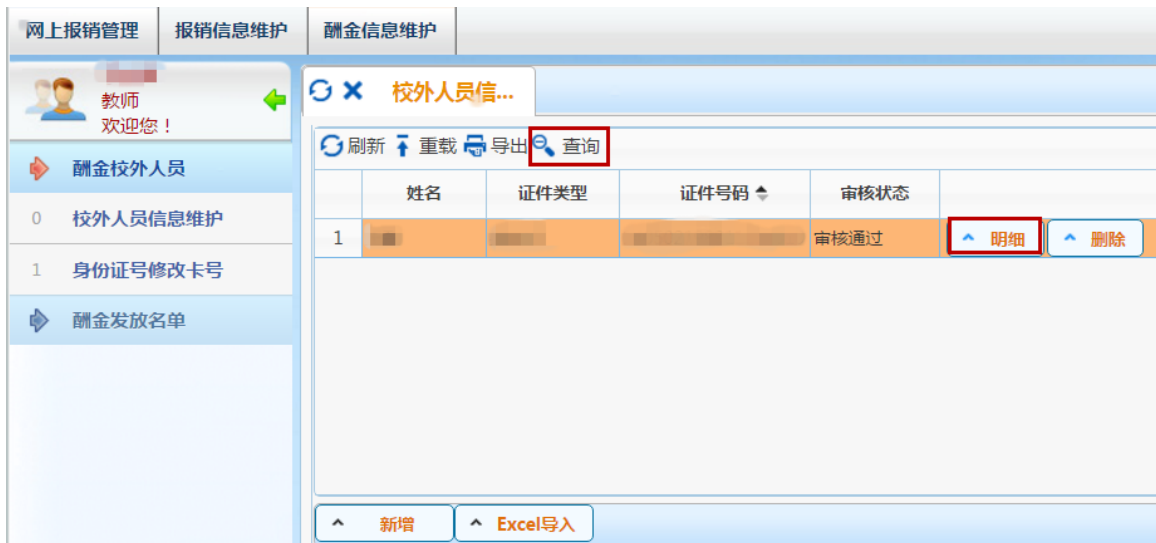 网上报销管理 报销信息维护 酬金信息维护
教师
欢迎您！
校外人员信...
刷新 重载 导出 查询
酬金校外人员
姓名 证件类型 证件号码 审核状态
0 校外人员信息维护
1 审核通过 明细 删除
1 身份证号修改卡号
酬金发放名单
新增 Excel导入